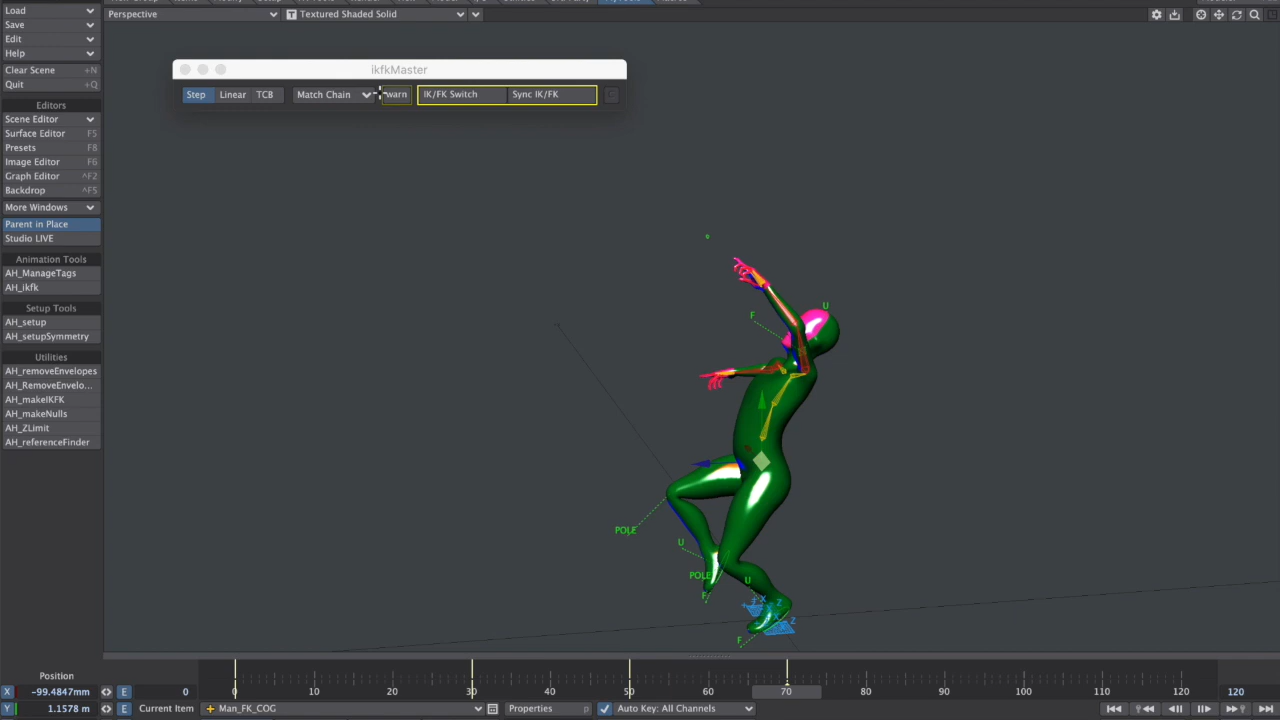 Load
Save
Edit
Help
Clear Scene +N
Quit +Q
Editors
Scene Editor
Surface Editor F5
Presets F8
Image Editor F6
Graph Editor ^F2
Backdrop ^F5
More Windows
Parent in Place
Studio LIVE
Animation Tools
AH_ManageTags
AH_ikfk
Setup Tools
AH_setup
AH_setupSymmetry
Utilities
AH_removeEnvelopes
AH_RemoveEnvelo...
AH_makeIKFK
AH_makeNulls
AH_ZLimit
AH_referenceFinder
Perspective
Textured Shaded Solid
ikfkMaster
Step Linear TCB Match Chain warn IK/FK Switch Sync IK/FK
U
F
POLE
U
POLE
U
F
X Z
Z
F
Position
X -99.4847mm E 0
0 10 20 30 40 50 60 70 80 90 100 110 120 120
Y 1.1578 m E Current Item Man_FK_COG Properties p Auto Key: All Channels